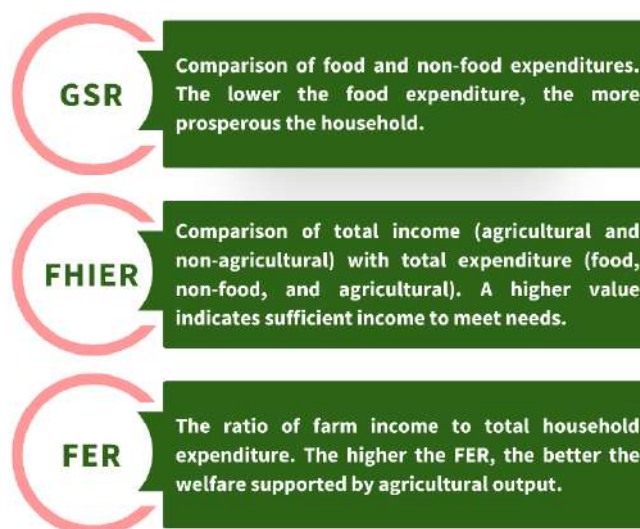 GSR
Comparison of food and non-food expenditures.
The lower the food expenditure, the more
prosperous the household.
FHIER
Comparison of total income (agricultural and
non-agricultural) with total expenditure (food,
non-food, and agricultural). A higher value
indicates sufficient income to meet needs.
FER
The ratio of farm income to total household
expenditure. The higher the FER, the better the
welfare supported by agricultural output.